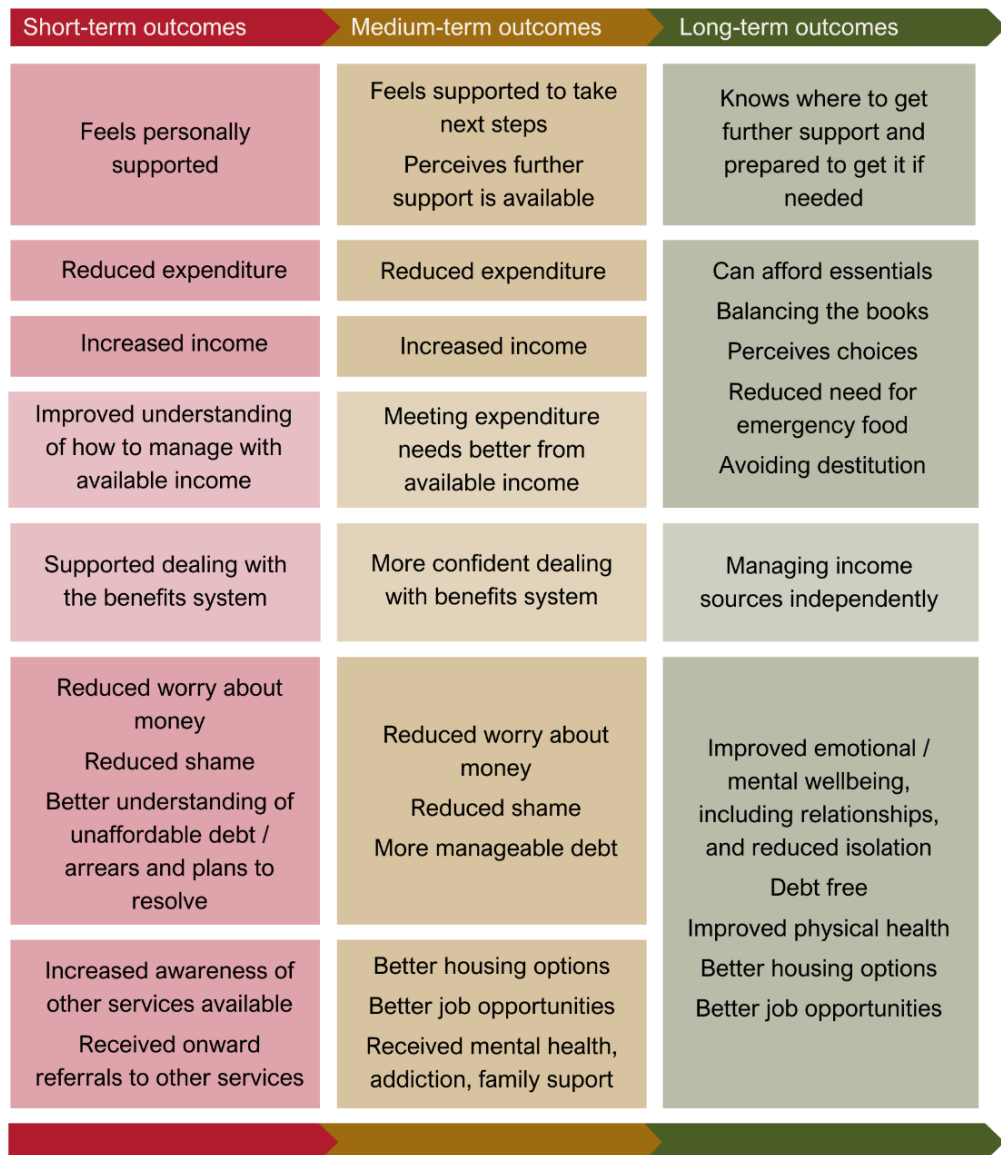 Short-term outcomes
Medium-term outcomes
Long-term outcomes
Feels personally
supported
Feels supported to take
next steps
Perceives further
support is available
Knows where to get
further support and
prepared to get it if
needed
Reduced expenditure
Reduced expenditure
Can afford essentials
Balancing the books
Perceives choices
Reduced need for
emergency food
Avoiding destitution
Increased income
Increased income
Improved understanding
of how to manage with
available income
Meeting expenditure
needs better from
available income
Supported dealing with
the benefits system
More confident dealing
with benefits system
Managing income
sources independently
Reduced worry about
money
Reduced shame
Better understanding of
unaffordable debt /
arrears and plans to
resolve
Reduced worry about
money
Reduced shame
More manageable debt
Improved emotional /
mental wellbeing,
including relationships,
and reduced isolation
Debt free
Improved physical health
Better housing options
Better job opportunities
Increased awareness of
other services available
Received onward
referrals to other services
Better housing options
Better job opportunities
Received mental health,
addiction, family suport